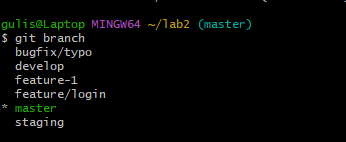 gulis@Laptop MINGW64 ~/lab2 (master)
$ git branch
  bugfix/typo
  develop
  feature-1
  feature/login
* master
  staging